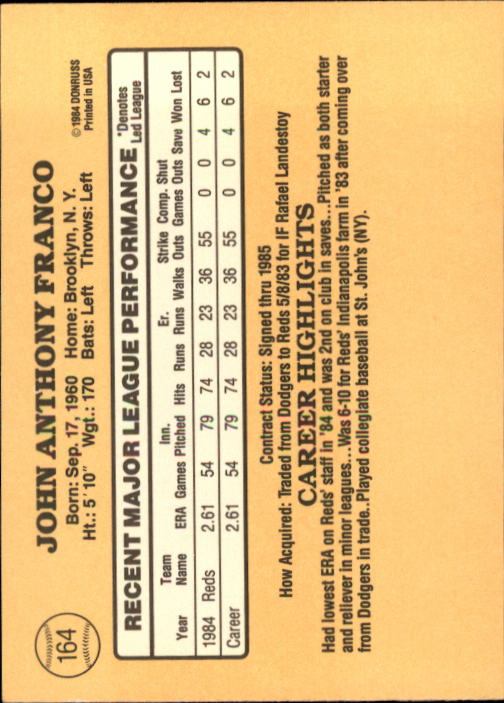 164
JOHN ANTHONY FRANCO
Born: Sep. 17, 1960 Home: Brooklyn, N. Y.
Ht.: 5'10" Wgt.: 170 Bats: Left Throws: Left
©1984 DONRUSS
Printed in USA
RECENT MAJOR LEAGUE PERFORMANCE
*Denotes
Led League
Team Inn. Er. Strike Comp. Shut
Year Name ERA Games Pitched Hits Runs Runs Walks Outs Games Outs Save Won Lost
1984 Reds 2.61 54 79 74 28 23 36 55 0 0 4 6 2
Career 2.61 54 79 74 28 23 36 55 0 0 4 6 2
Contract Status: Signed thru 1985
How Acquired: Traded from Dodgers to Reds 5/8/83 for IF Rafael Landestoy
CAREER HIGHLIGHTS
Had lowest ERA on Reds' staff in '84 and was 2nd on club in saves...Pitched as both starter
and reliever in minor leagues...Was 6-10 for Reds' Indianapolis farm in '83 after coming over
from Dodgers in trade..Played collegiate baseball at St. John's (NY).